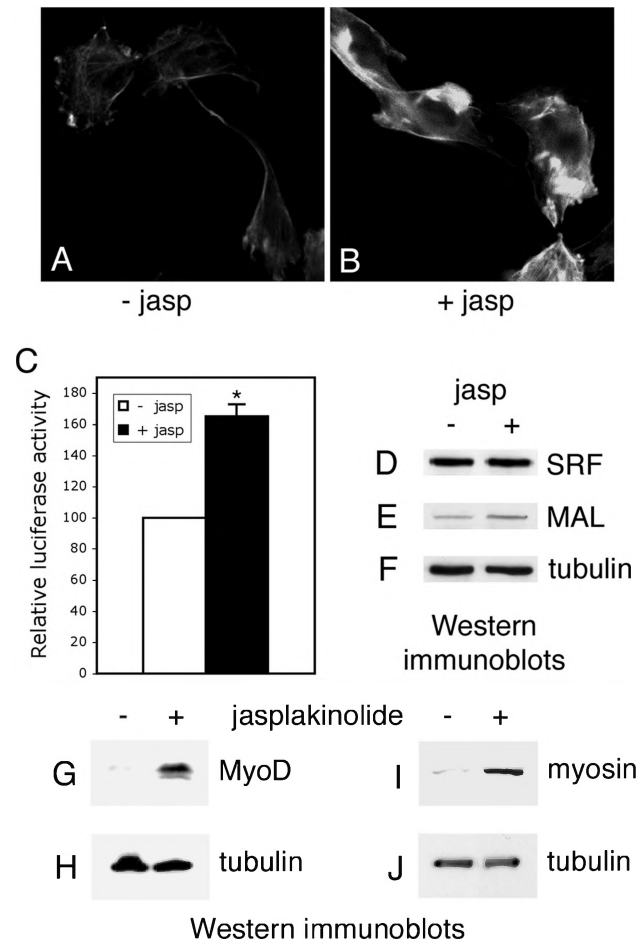 A
B
- jasp
+ jasp
C
Relative luciferase activity
180
160
140
120
100
80
60
40
20
0
- jasp
+ jasp
*
jasp
- +
D SRF
E MAL
F tubulin
Western
immunoblots
- + jasplakinolide - +
G MyoD
I myosin
H tubulin
J tubulin
Western immunoblots